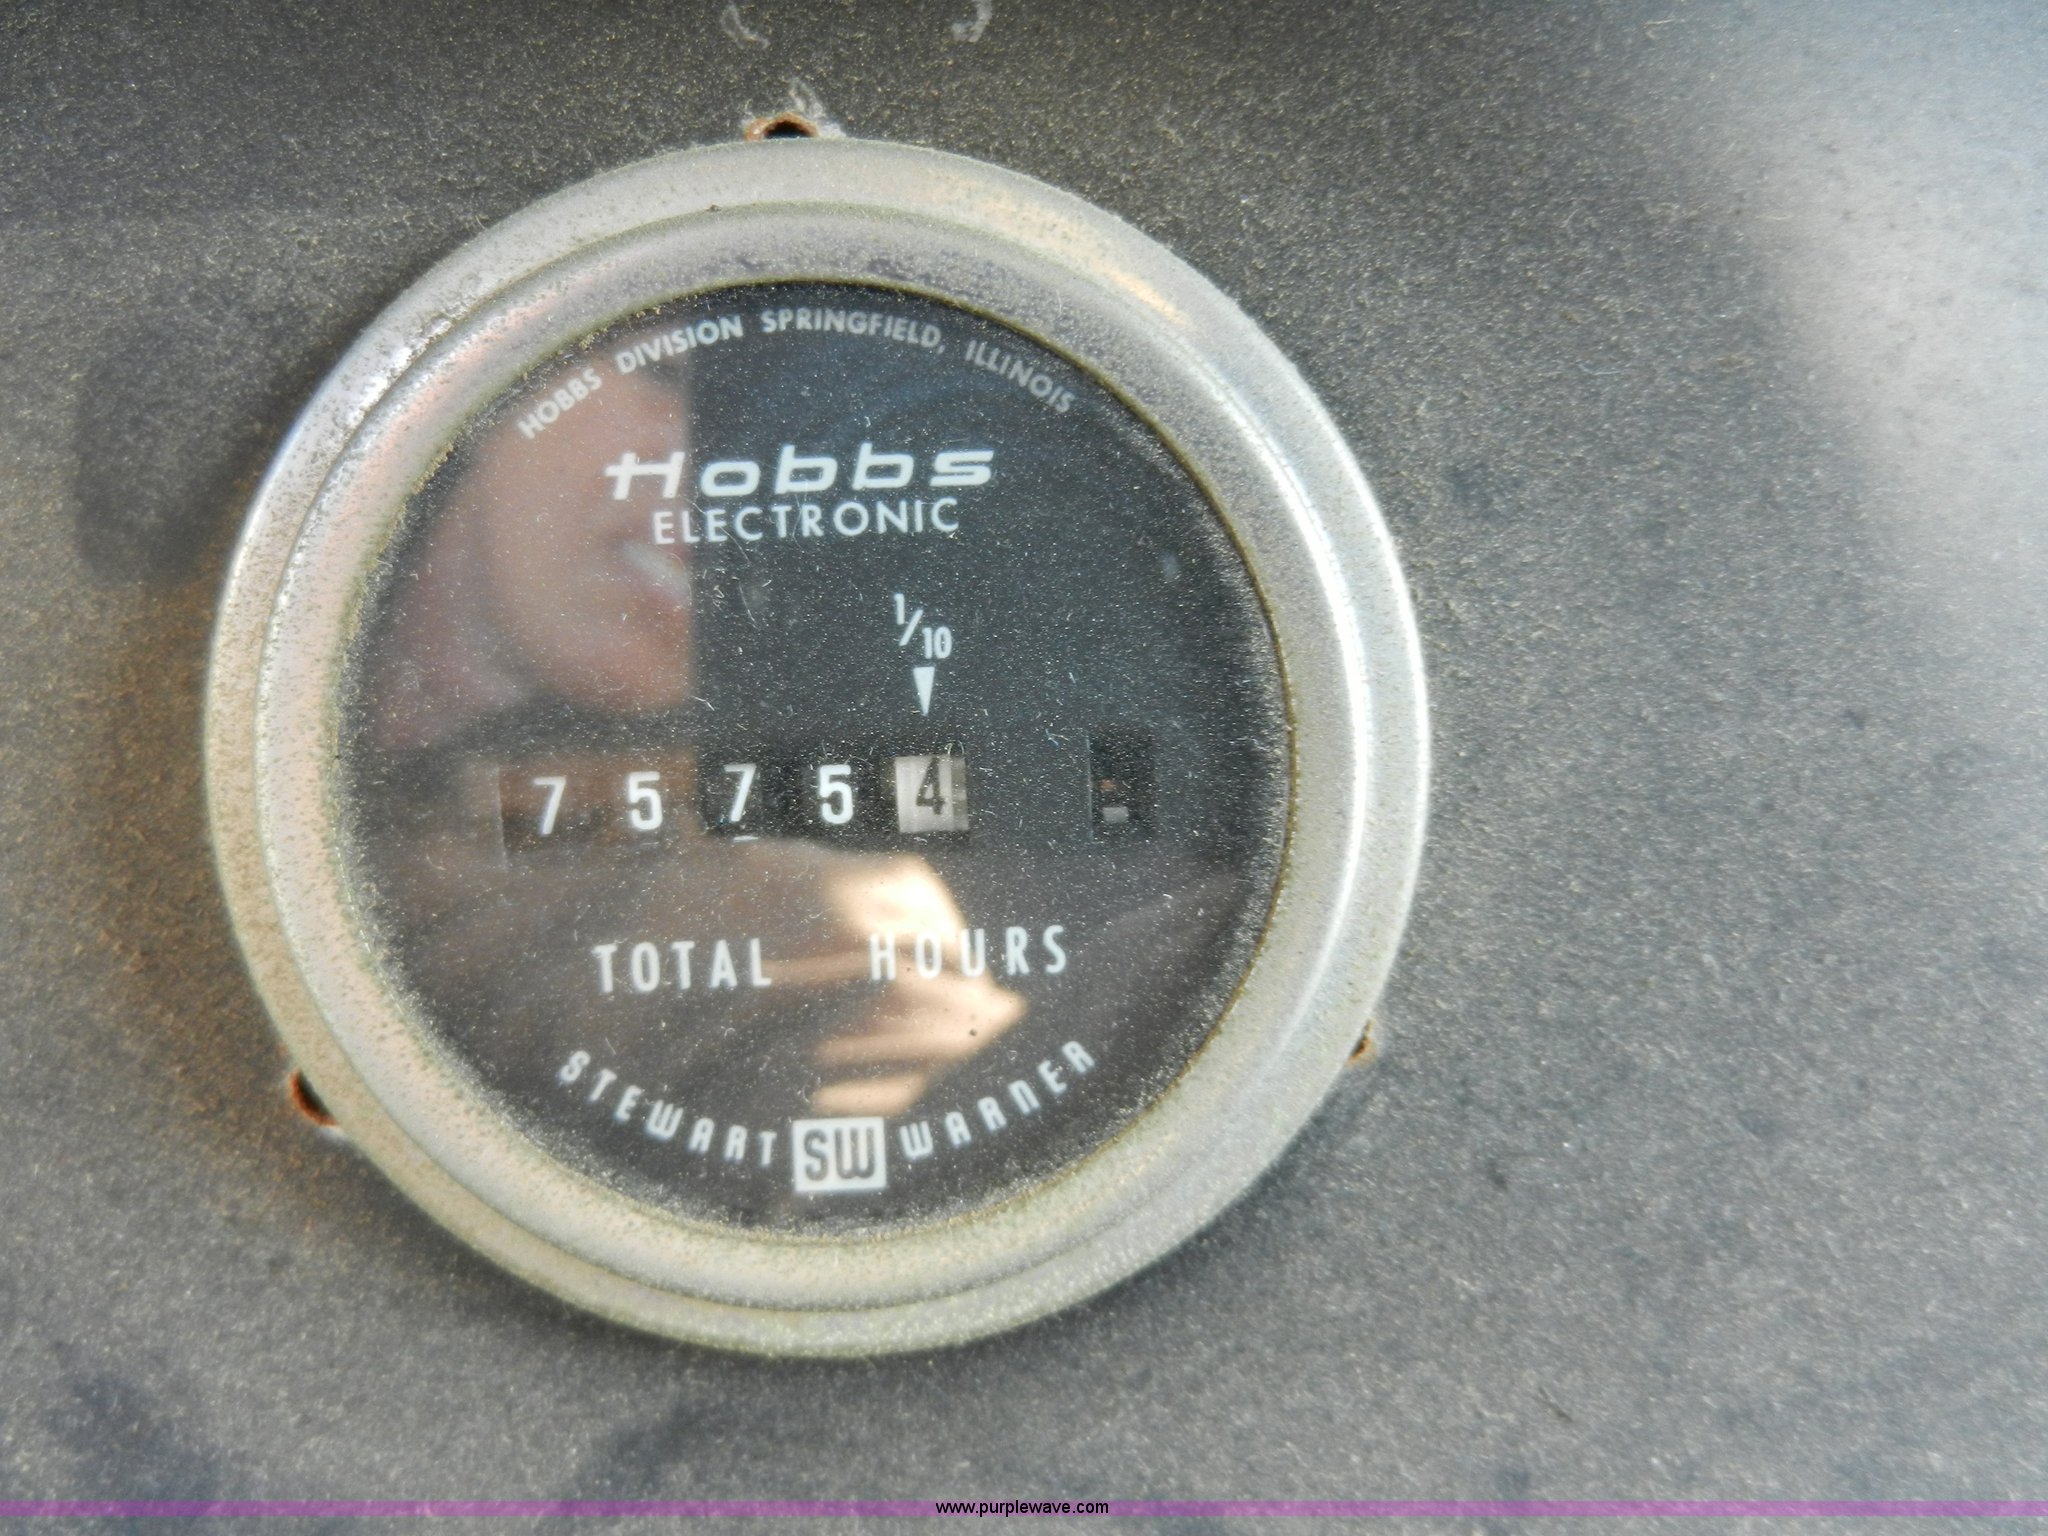 HOBBS DIVISION SPRINGFIELD, ILLINOIS
Hobbs
ELECTRONIC
1/10
7 5 7 5 4
TOTAL HOURS
STEWART SW WARNER
www.purplewave.com